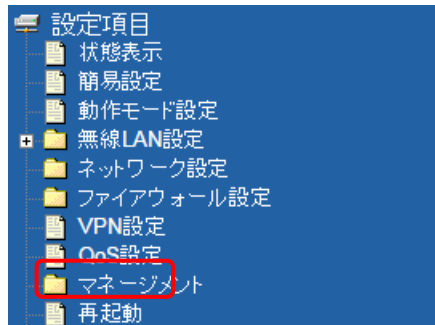 設定項目
状態表示
簡易設定
動作モード設定
無線LAN設定
ネットワーク設定
ファイアウォール設定
VPN設定
QoS設定
マネージメント
再起動